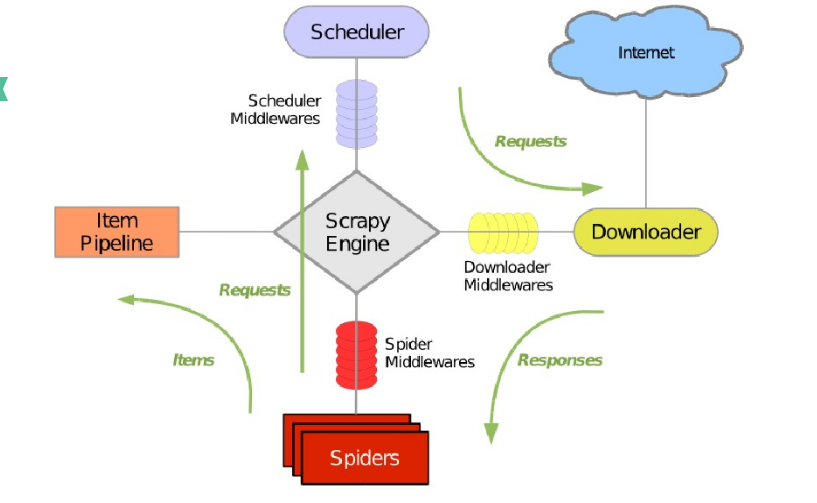 Scheduler
Internet
Scheduler
Middlewares
Requests
Item
Pipeline
Scrapy
Engine
Downloader
Downloader
Middlewares
Requests
Spider
Middlewares
Items
Responses
Spiders